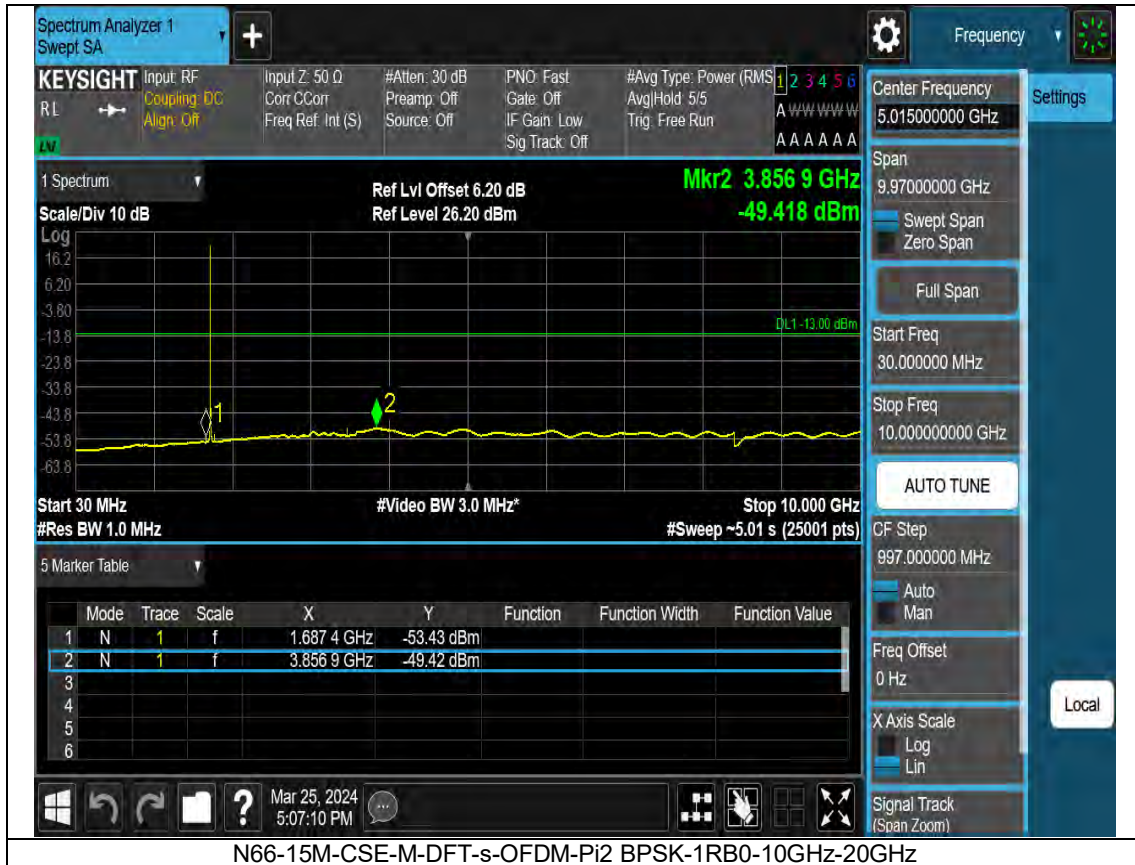 Spectrum Analyzer 1
Swept SA
+
Frequency
KEYSIGHT Input: RF Input Z: 50 Ω #Atten: 30 dB PNO: Fast #Avg Type: Power (RMS 1 2 3 4 5 6
RL Coupling: DC Corr CCorr Preamp: Off Gate: Off Avg|Hold: 5/5 A W W W W W
Align: Off Freq Ref: Int (S) Source: Off IF Gain: Low Trig: Free Run
Sig Track: Off A A A A A A
Center Frequency
5.015000000 GHz
Settings
1 Spectrum
Ref Lvl Offset 6.20 dB
Mkr2 3.856 9 GHz
Scale/Div 10 dB
Ref Level 26.20 dBm
-49.418 dBm
Log
16.2
6.20
-3.80
-13.8
-23.8
-33.8
-43.8
-53.8
-63.8
DL1 -13.00 dBm
1
2
Start 30 MHz #Video BW 3.0 MHz* Stop 10.000 GHz
#Res BW 1.0 MHz #Sweep ~5.01 s (25001 pts)
Span
9.97000000 GHz
Swept Span
Zero Span
Full Span
Start Freq
30.000000 MHz
Stop Freq
10.000000000 GHz
AUTO TUNE
CF Step
997.000000 MHz
Auto
Man
Freq Offset
0 Hz
X Axis Scale
Log
Lin
Signal Track
(Span Zoom)
Local
5 Marker Table
Mode Trace Scale X Y Function Function Width Function Value
1 N 1 f 1.687 4 GHz -53.43 dBm
2 N 1 f 3.856 9 GHz -49.42 dBm
3
4
5
6
?
Mar 25, 2024
5:07:10 PM
N66-15M-CSE-M-DFT-s-OFDM-Pi2 BPSK-1RB0-10GHz-20GHz